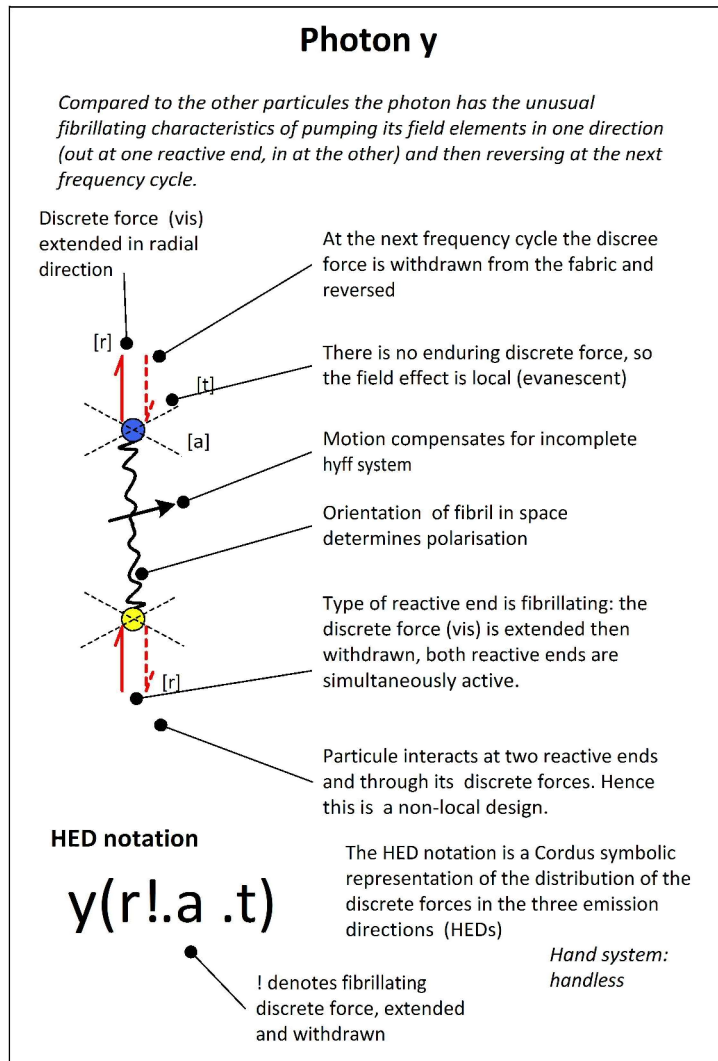 Photon y
Compared to the other particules the photon has the unusual
fibrillating characteristics of pumping its field elements in one direction
(out at one reactive end, in at the other) and then reversing at the next
frequency cycle.
Discrete force (vis)
extended in radial
direction
At the next frequency cycle the discree
force is withdrawn from the fabric and
reversed
[r]
There is no enduring discrete force, so
the field effect is local (evanescent)
[t]
[a]
Motion compensates for incomplete
hyff system
Orientation of fibril in space
determines polarisation
Type of reactive end is fibrillating: the
discrete force (vis) is extended then
withdrawn, both reactive ends are
simultaneously active.
[r]
Particule interacts at two reactive ends
and through its discrete forces. Hence
this is a non-local design.
HED notation
y(r!.a .t)
The HED notation is a Cordus symbolic
representation of the distribution of the
discrete forces in the three emission
directions (HEDs)
Hand system:
handless
! denotes fibrillating
discrete force, extended
and withdrawn